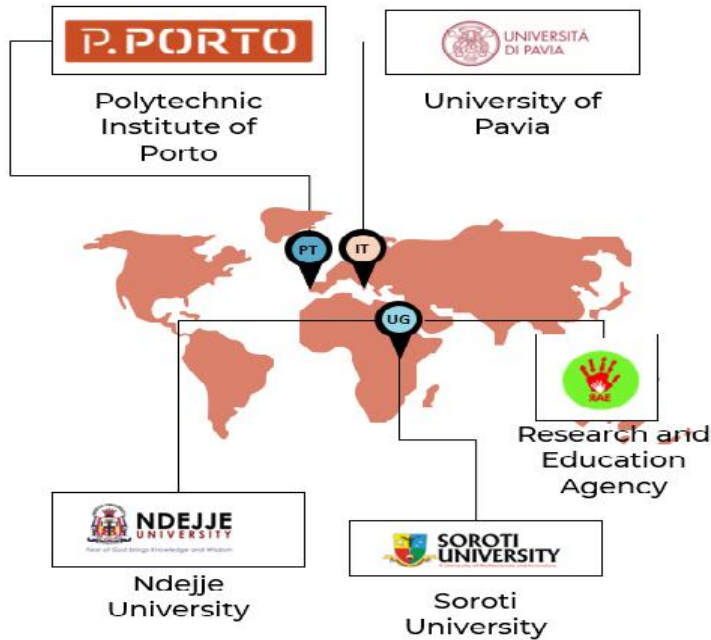 P.PORTO
Polytechnic
Institute of
Porto
UNIVERSITÀ
DI PAVIA
University of
Pavia
PT
IT
UG
RAE
Research and
Education
Agency
NDEJJE
UNIVERSITY
Fear of God brings Knowledge and Wisdom
Ndejje
University
SOROTI
UNIVERSITY
Soroti
University